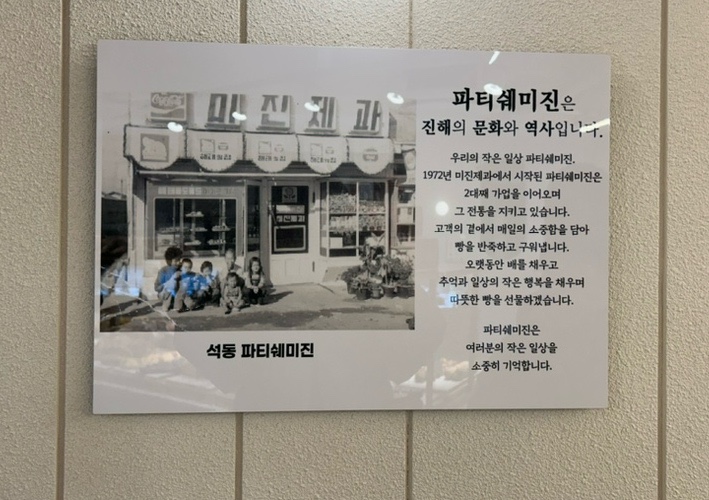 Coca-Cola
미진제과
파티쉐미진은
진해의 문화와 역사입니다.
우리의 작은 일상 파티쉐미진.
1972년 미진제과에서 시작된 파티쉐미진은
2대째 가업을 이어오며
그 전통을 지키고 있습니다.
고객의 곁에서 매일의 소중함을 담아
빵을 반죽하고 구워냅니다.
오랫동안 배를 채우고
추억과 일상의 작은 행복을 채우며
따뜻한 빵을 선물하겠습니다.
파티쉐미진은
여러분의 작은 일상을
소중히 기억합니다.
석동 파티쉐미진